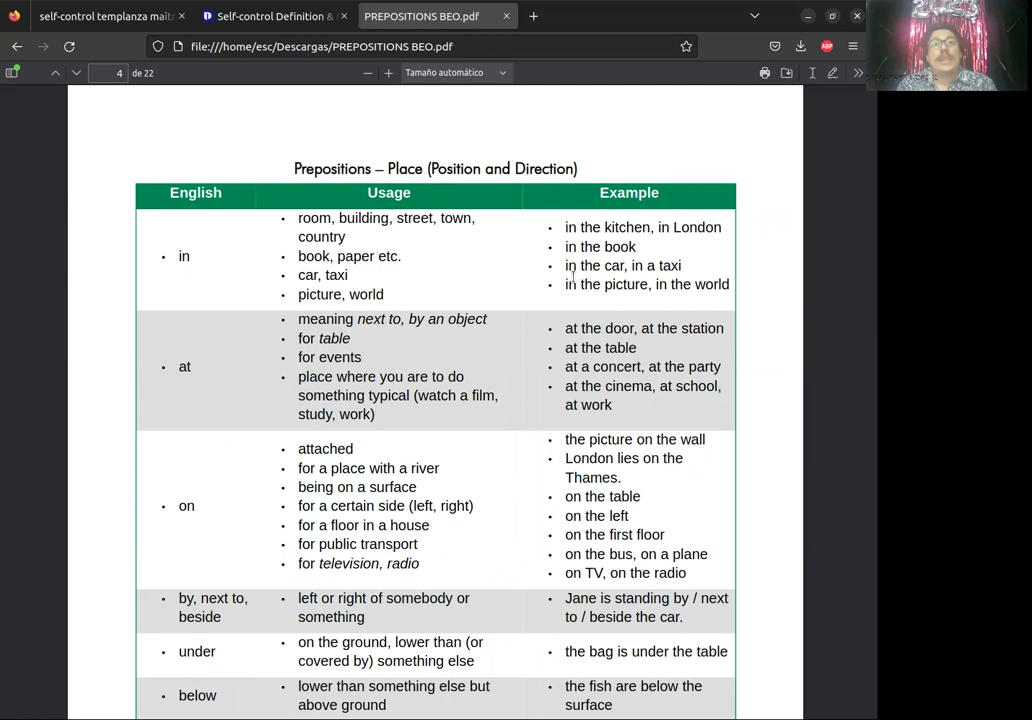 self-control templanza maîtr
Self-control Definition &
PREPOSITIONS BEO.pdf
file:///home/esc/Descargas/PREPOSITIONS BEO.pdf
ABP
4 de 22
Tamaño automático
Prepositions – Place (Position and Direction)
English Usage Example
• in
• room, building, street, town,
country
• book, paper etc.
• car, taxi
• picture, world
• in the kitchen, in London
• in the book
• in the car, in a taxi
• in the picture, in the world
• at
• meaning next to, by an object
• for table
• for events
• place where you are to do
something typical (watch a film,
study, work)
• at the door, at the station
• at the table
• at a concert, at the party
• at the cinema, at school,
at work
• on
• attached
• for a place with a river
• being on a surface
• for a certain side (left, right)
• for a floor in a house
• for public transport
• for television, radio
• the picture on the wall
• London lies on the
Thames.
• on the table
• on the left
• on the first floor
• on the bus, on a plane
• on TV, on the radio
• by, next to,
beside
• left or right of somebody or
something
• Jane is standing by / next
to / beside the car.
• under
• on the ground, lower than (or
covered by) something else
• the bag is under the table
• below
• lower than something else but
above ground
• the fish are below the
surface